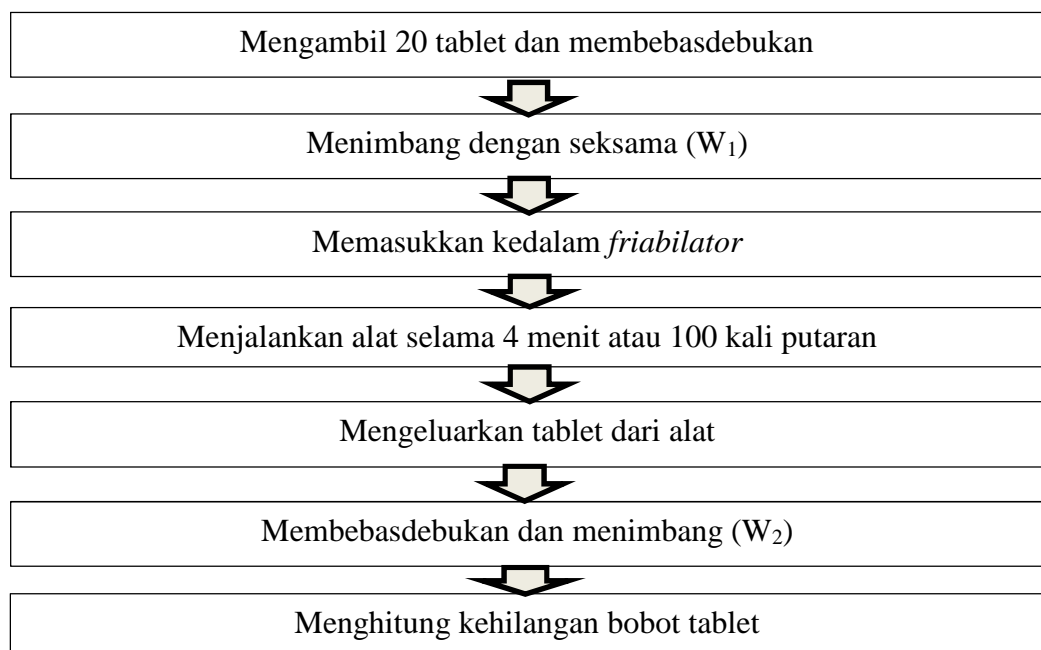 Mengambil 20 tablet dan membebasdebukan
Menimbang dengan seksama (W₁)
Memasukkan kedalam friabilator
Menjalankan alat selama 4 menit atau 100 kali putaran
Mengeluarkan tablet dari alat
Membebasdebukan dan menimbang (W₂)
Menghitung kehilangan bobot tablet